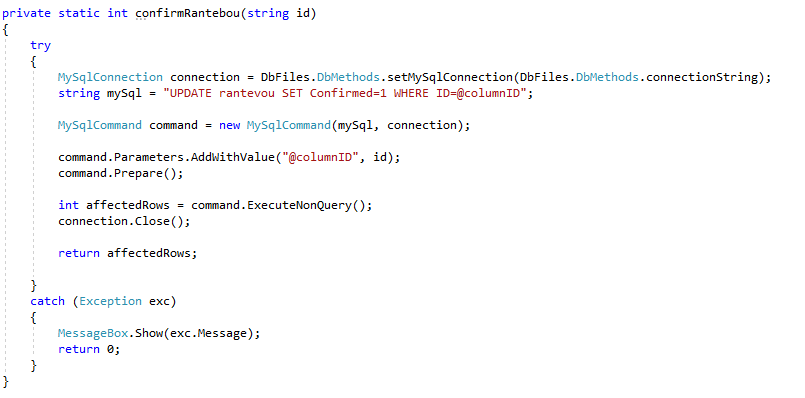 private static int confirmRantebou(string id)
{
try
{
MySqlConnection connection = DbFiles.DbMethods.setMySqlConnection(DbFiles.DbMethods.connectionString);
string mySql = "UPDATE rantevou SET Confirmed=1 WHERE ID=@columnID";
MySqlCommand command = new MySqlCommand(mySql, connection);
command.Parameters.AddWithValue("@columnID", id);
command.Prepare();
int affectedRows = command.ExecuteNonQuery();
connection.Close();
return affectedRows;
}
catch (Exception exc)
{
MessageBox.Show(exc.Message);
return 0;
}
}